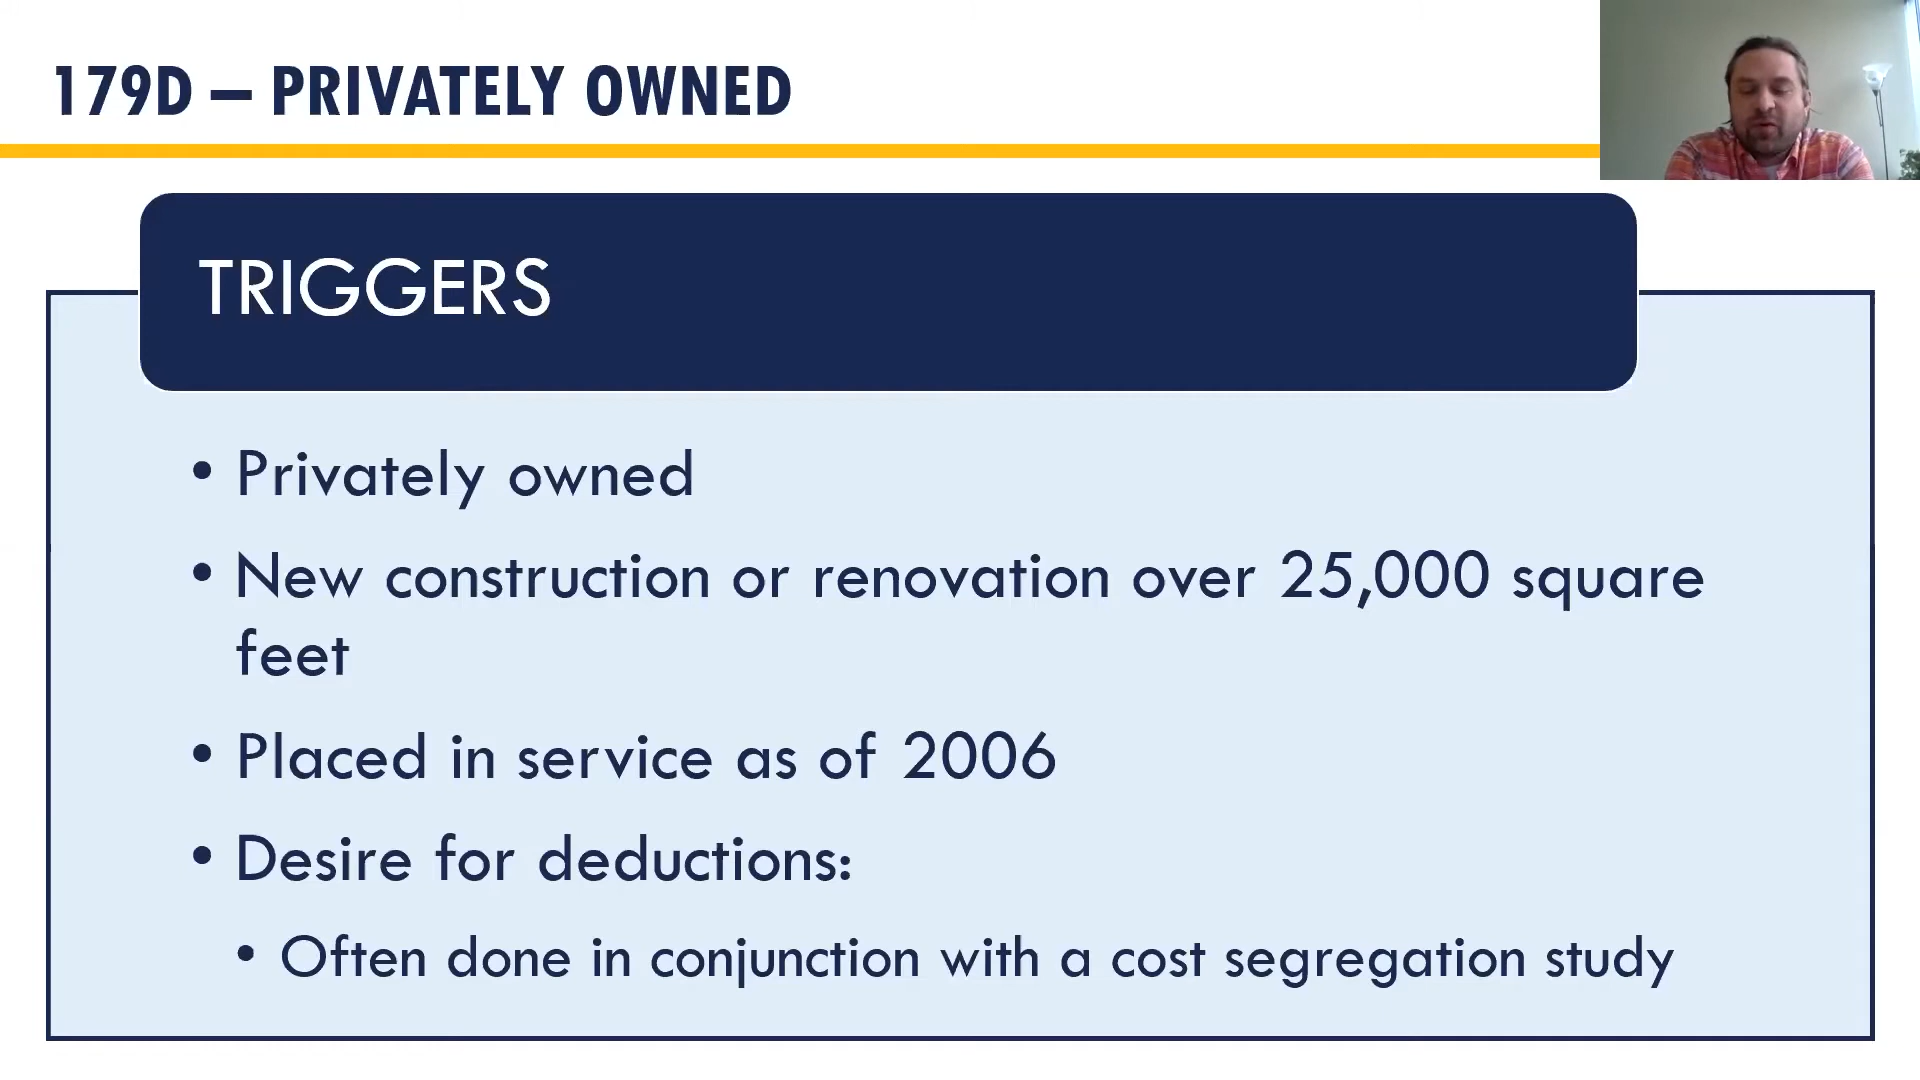 179D – PRIVATELY OWNED
TRIGGERS
• Privately owned
• New construction or renovation over 25,000 square
feet
• Placed in service as of 2006
• Desire for deductions:
• Often done in conjunction with a cost segregation study